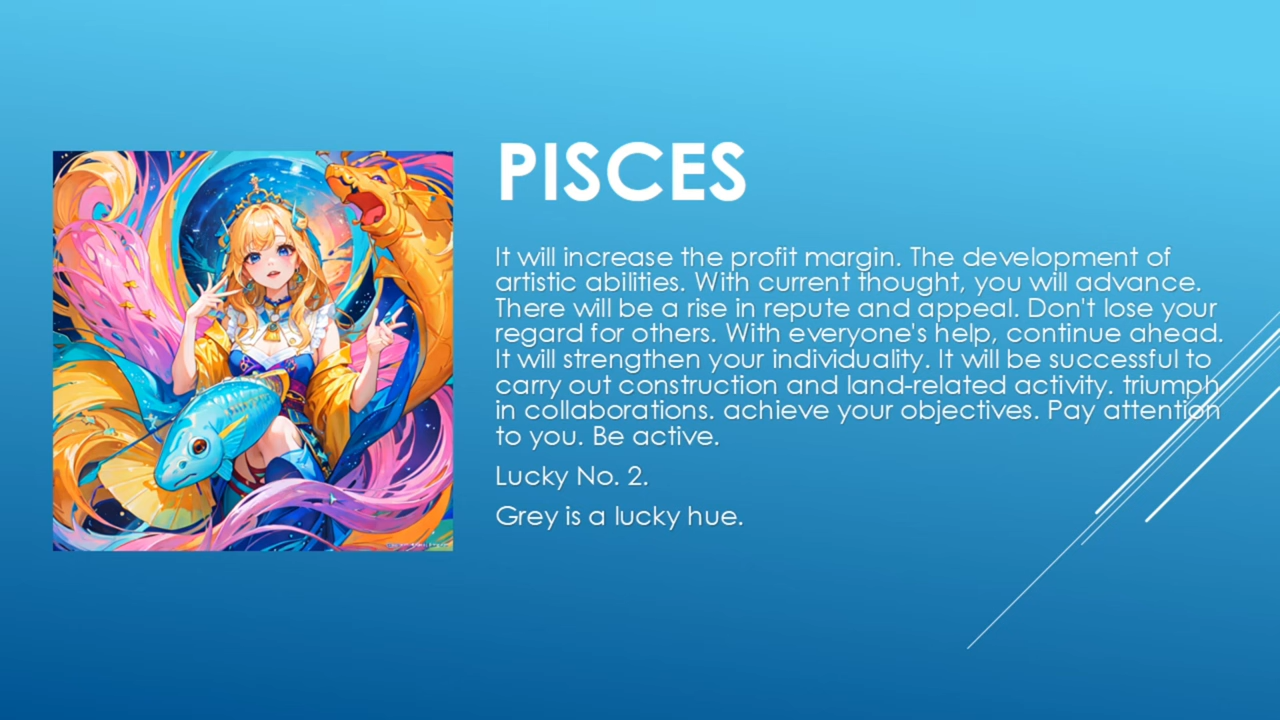 PISCES
It will increase the profit margin. The development of
artistic abilities. With current thought, you will advance.
There will be a rise in repute and appeal. Don't lose your
regard for others. With everyone's help, continue ahead.
It will strengthen your individuality. It will be successful to
carry out construction and land-related activity. triumph
in collaborations. achieve your objectives. Pay attention
to you. Be active.
Lucky No. 2.
Grey is a lucky hue.